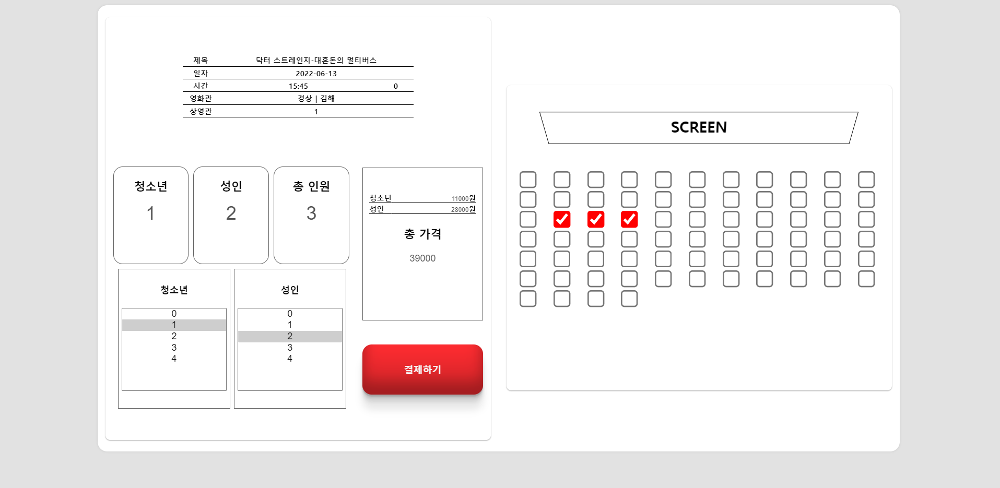 제목 닥터 스트레인지-대혼돈의 멀티버스
일자 2022-06-13
시간 15:45 0
영화관 경상 | 김해
상영관 1
청소년
1
성인
2
총 인원
3
청소년
0
1
2
3
4
성인
0
1
2
3
4
청소년 11000원
성인 28000원
총 가격
39000
결제하기
SCREEN